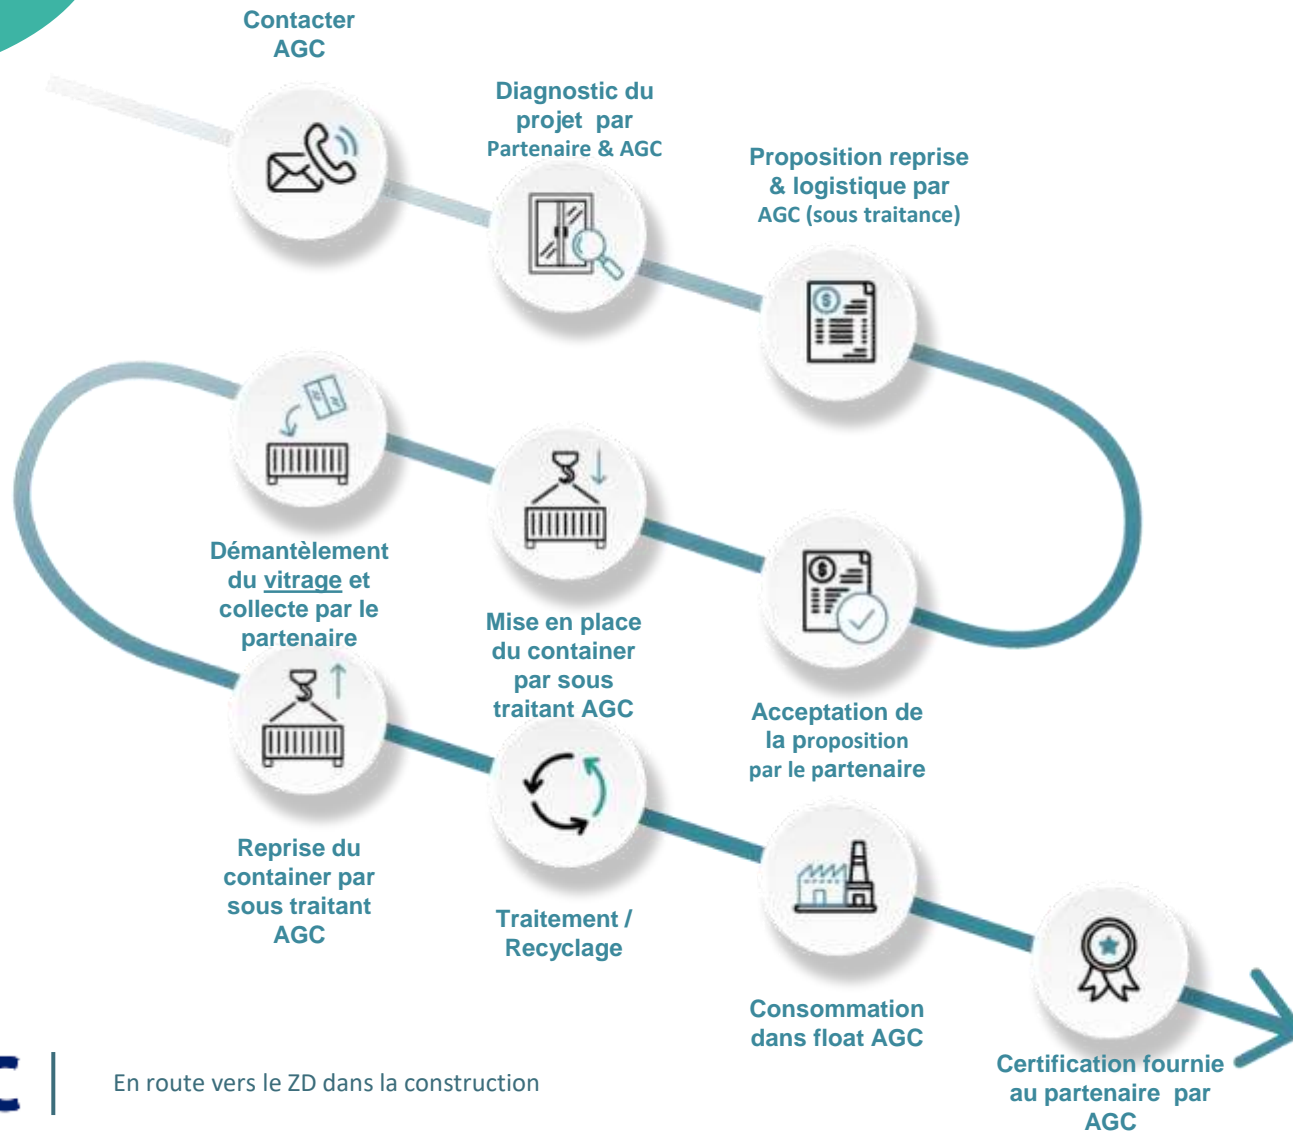 Contacter
AGC
Diagnostic du
projet par
Partenaire & AGC
Proposition reprise
& logistique par
AGC (sous traitance)
Acceptation de
la proposition
par le partenaire
Mise en place
du container
par sous
traitant AGC
Démantèlement
du vitrage et
collecte par le
partenaire
Reprise du
container par
sous traitant
AGC
Traitement /
Recyclage
Consommation
dans float AGC
Certification fournie
au partenaire par
AGC
En route vers le ZD dans la construction